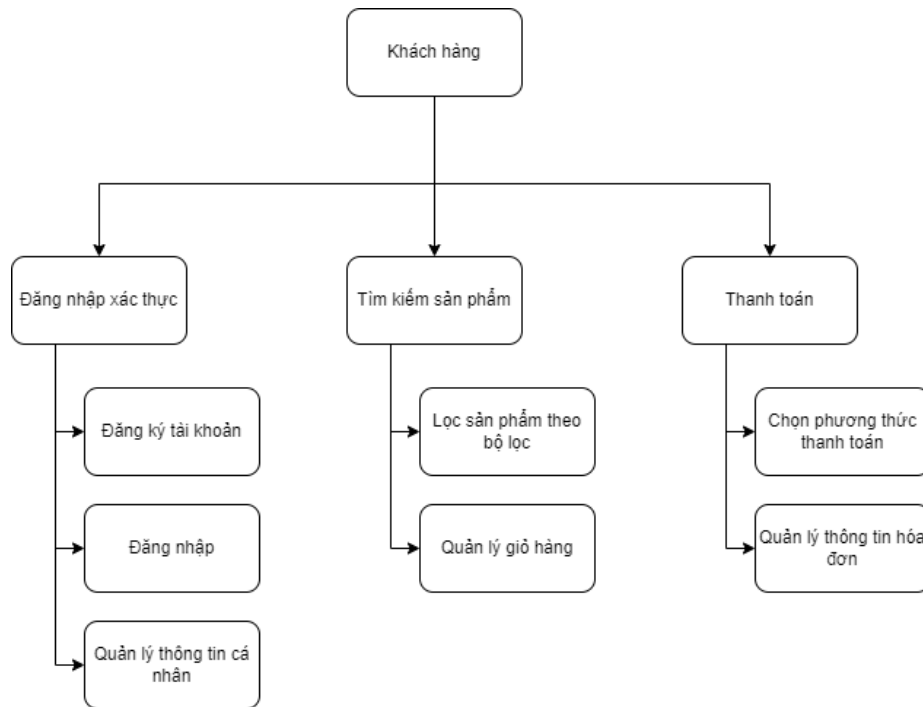 Khách hàng
Đăng nhập xác thực
Tìm kiếm sản phẩm
Thanh toán
Đăng ký tài khoản
Lọc sản phẩm theo
bộ lọc
Chọn phương thức
thanh toán
Đăng nhập
Quản lý giỏ hàng
Quản lý thông tin hóa
đơn
Quản lý thông tin cá
nhân